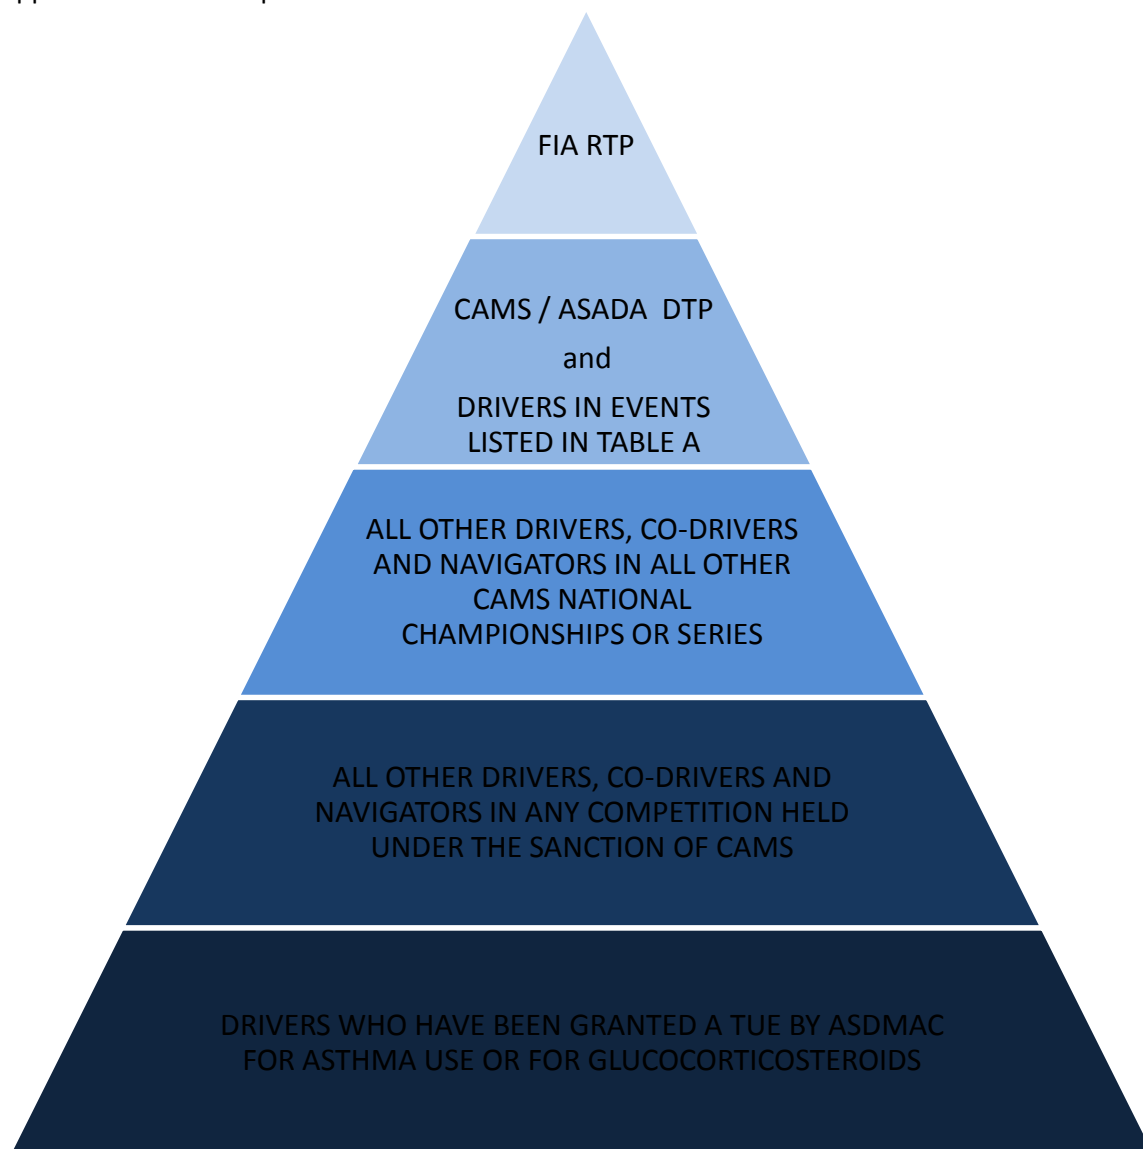 FIA RTP
CAMS / ASADA  DTP
and
DRIVERS IN EVENTS
LISTED IN TABLE A
ALL OTHER DRIVERS, CO-DRIVERS
AND NAVIGATORS IN ALL OTHER
CAMS NATIONAL
CHAMPIONSHIPS OR SERIES
ALL OTHER DRIVERS, CO-DRIVERS AND
NAVIGATORS IN ANY COMPETITION HELD
UNDER THE SANCTION OF CAMS
DRIVERS WHO HAVE BEEN GRANTED A TUE BY ASDMAC
FOR ASTHMA USE OR FOR GLUCOCORTICOSTEROIDS